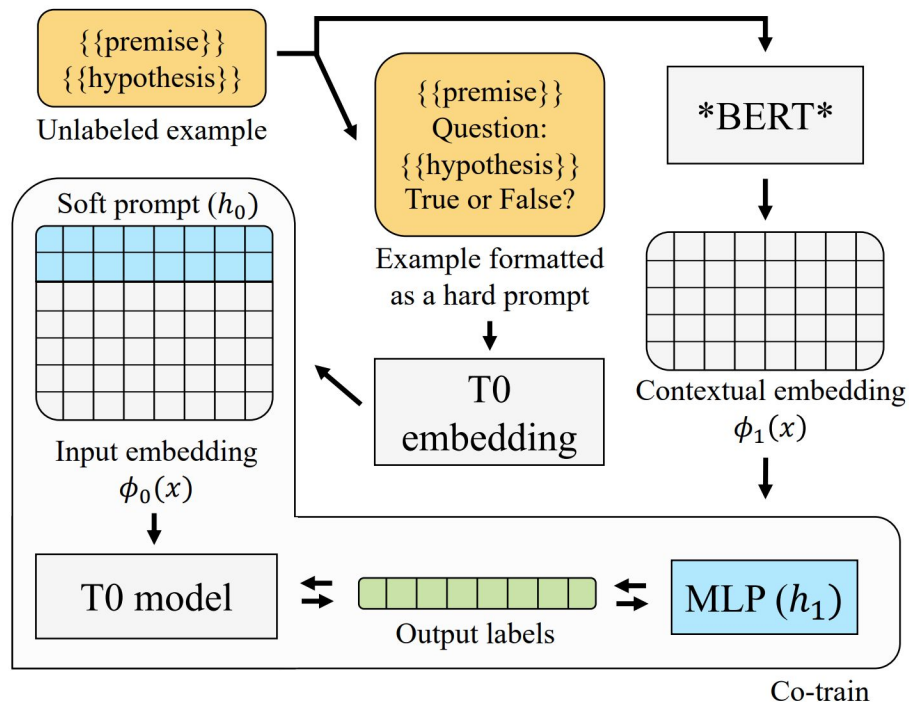 {{premise}}
{{hypothesis}}
Unlabeled example
{{premise}}
Question:
{{hypothesis}}
True or False?
Example formatted
as a hard prompt
*BERT*
Soft prompt (h₀)
T0
embedding
Contextual embedding
ϕ₁(x)
Input embedding
ϕ₀(x)
T0 model
Output labels
MLP (h₁)
Co-train